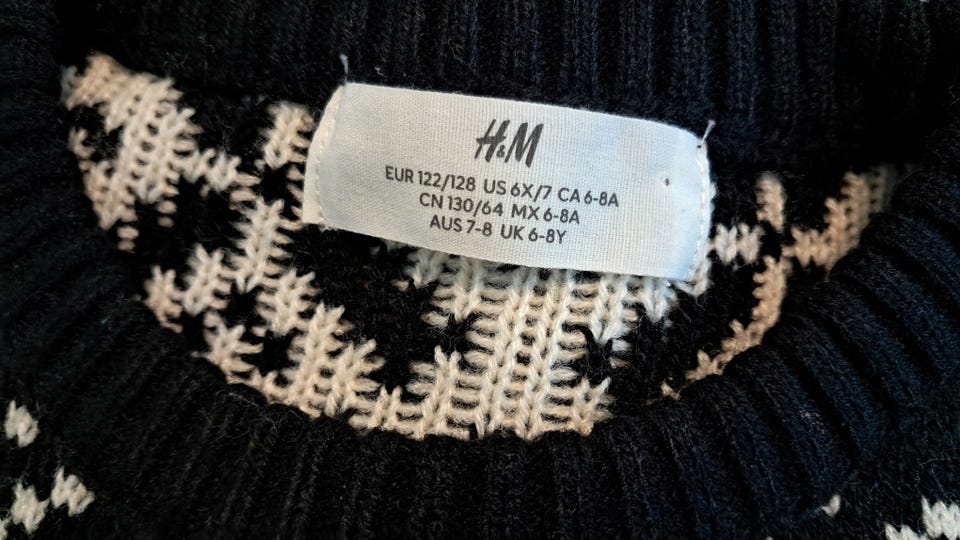 H&M
EUR 122/128 US 6X/7 CA 6-8A
CN 130/64 MX 6-8A
AUS 7-8 UK 6-8Y